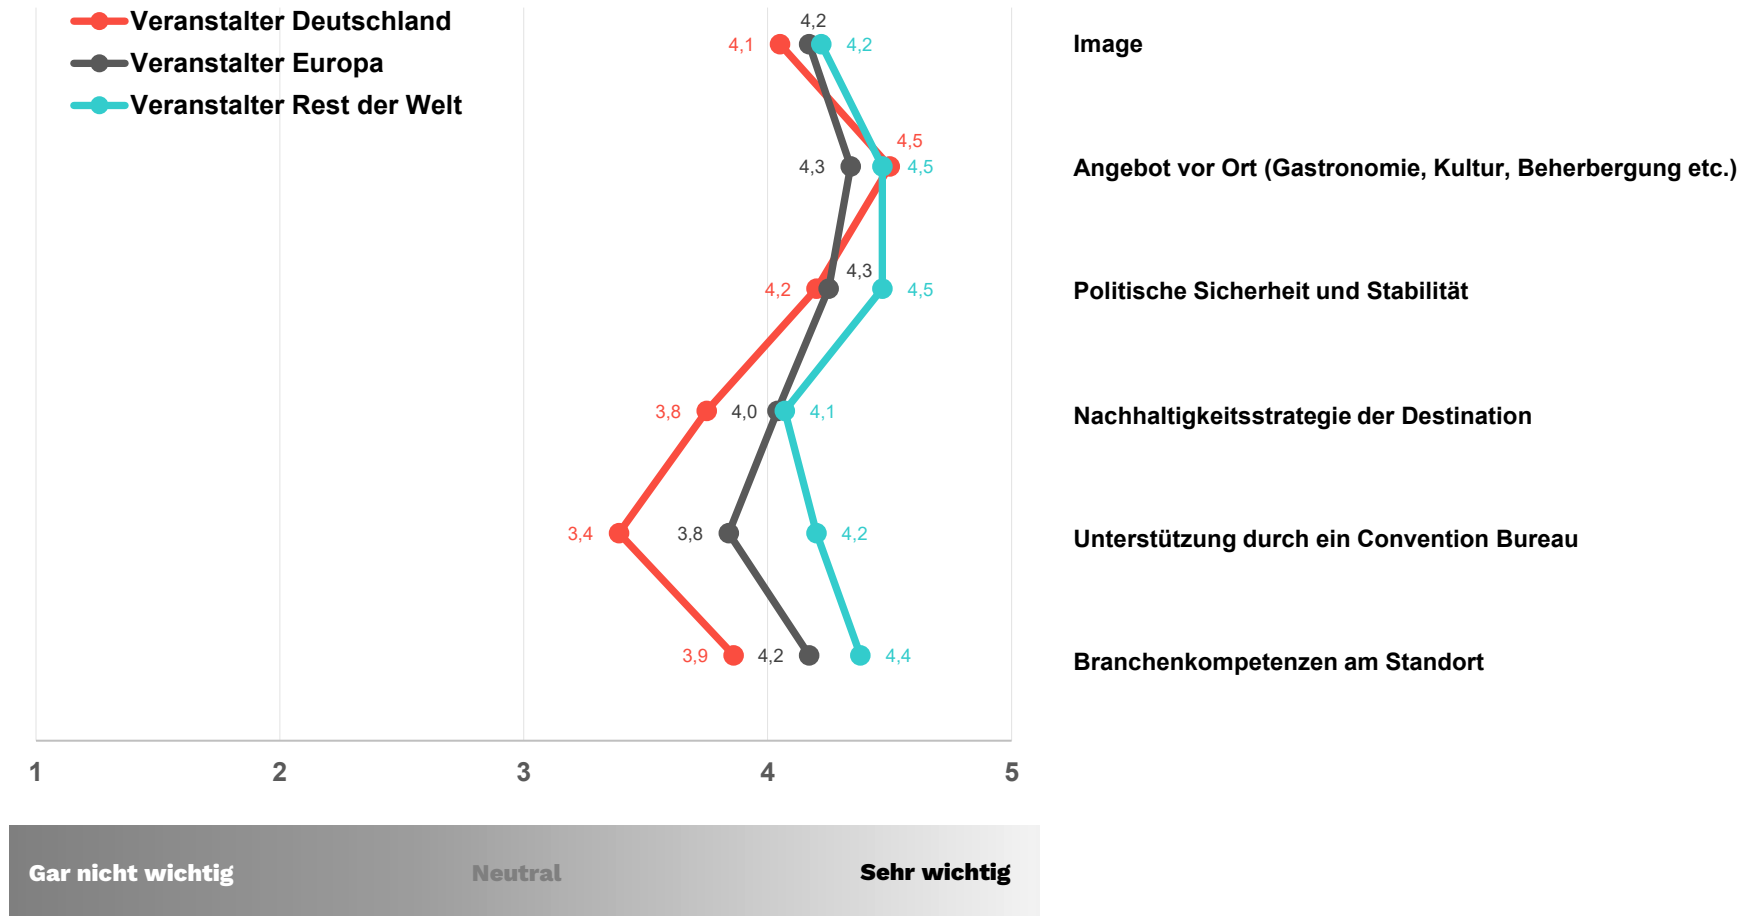 Veranstalter Deutschland
Veranstalter Europa
Veranstalter Rest der Welt
4,1
4,2
4,2
Image
4,3
4,5
4,5
Angebot vor Ort (Gastronomie, Kultur, Beherbergung etc.)
4,2
4,3
4,5
Politische Sicherheit und Stabilität
3,8
4,0
4,1
Nachhaltigkeitsstrategie der Destination
3,4
3,8
4,2
Unterstützung durch ein Convention Bureau
3,9
4,2
4,4
Branchenkompetenzen am Standort
1 2 3 4 5
Gar nicht wichtig Neutral Sehr wichtig